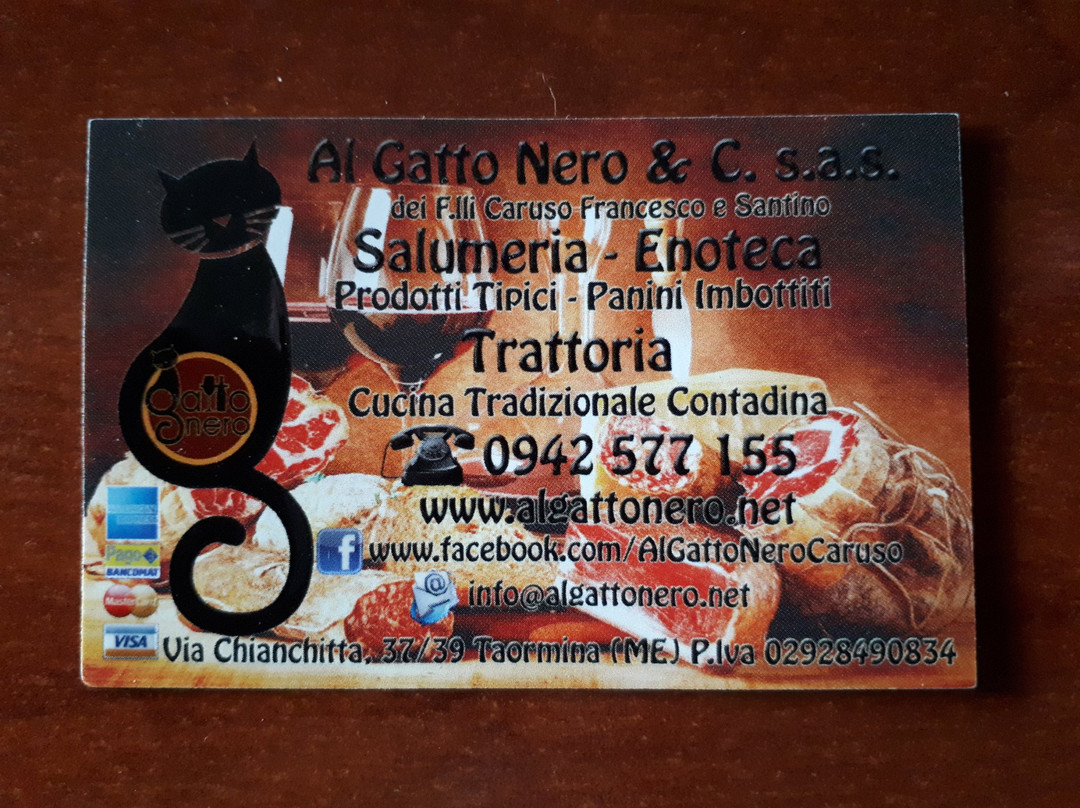 Al Gatto Nero & C. s.a.s.
dei F.lli Caruso Francesco e Santino
Salumeria - Enoteca
Prodotti Tipici - Panini Imbottiti
Trattoria
Cucina Tradizionale Contadina
gatto
nero
0942 577 155
www.algattonero.net
www.facebook.com/AlGattoNeroCaruso
info@algattonero.net
Pago
BANCOMAT
MasterCard
VISA
Via Chianchitta, 37/39 Taormina (ME) P.Iva 02928490834